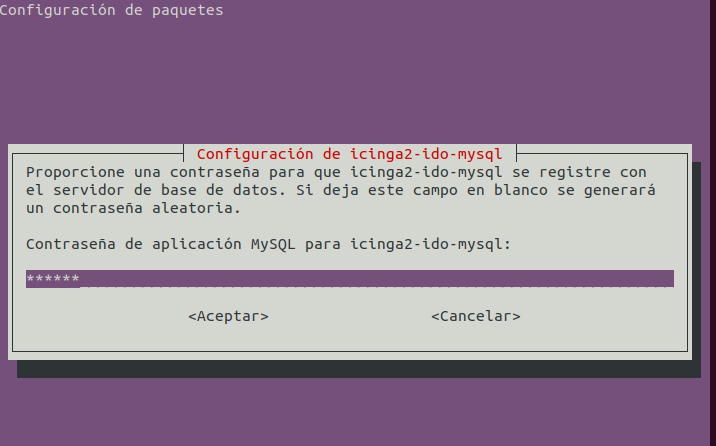 Configuración de paquetes
Configuración de icinga2-ido-mysql
Proporcione una contraseña para que icinga2-ido-mysql se registre con
el servidor de base de datos. Si deja este campo en blanco se generará
un contraseña aleatoria.
Contraseña de aplicación MySQL para icinga2-ido-mysql:
******
<Aceptar> <Cancelar>